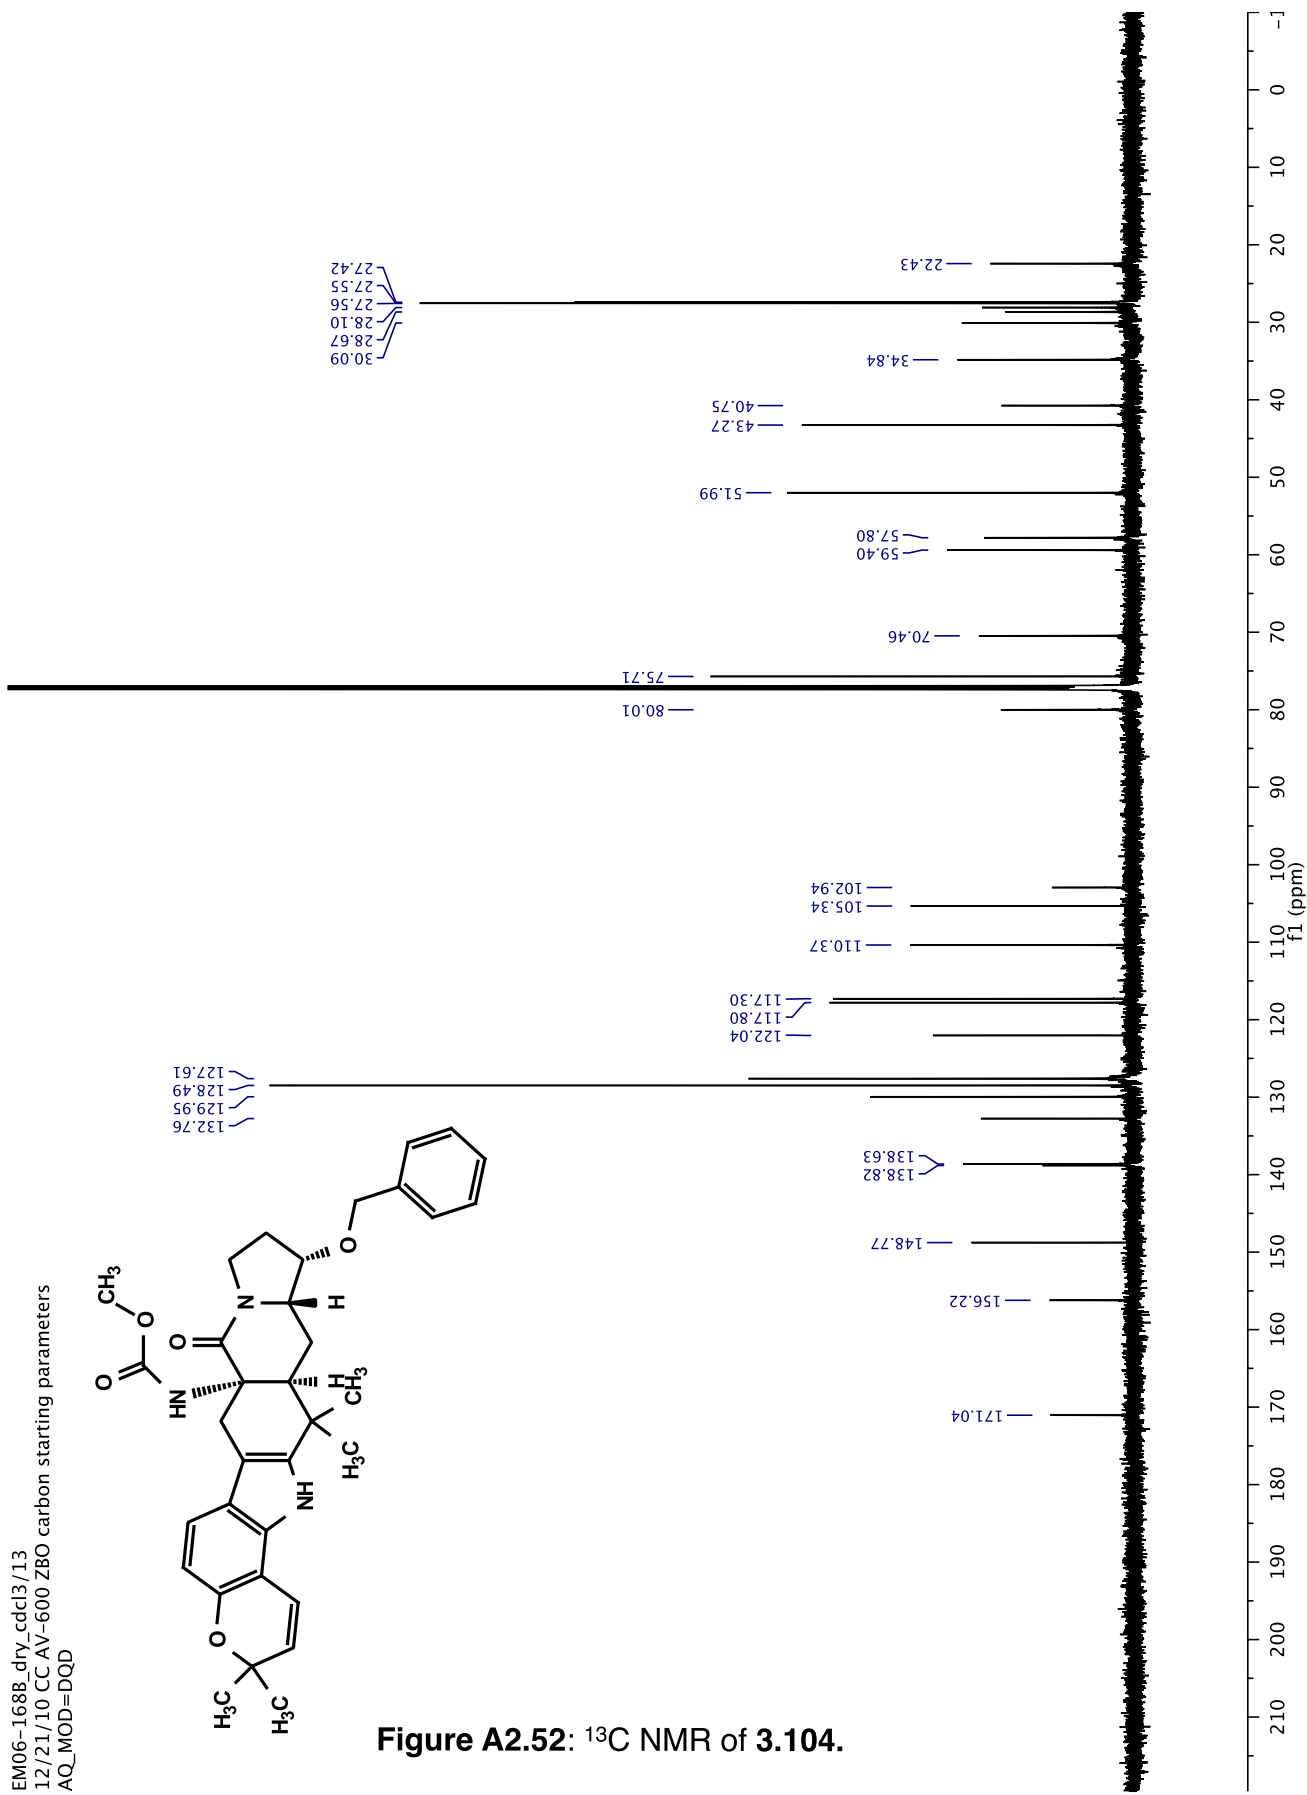 EM06-168B_dry_cdcl3/13
12/21/10 CC AV-600 ZBO carbon starting parameters
AQ_MOD=DQD
27.42
27.55
27.56
28.10
28.67
30.09
22.43
34.84
40.75
43.27
51.99
57.80
59.40
70.46
75.71
80.01
102.94
105.34
110.37
117.30
117.80
122.04
127.61
128.49
129.95
132.76
138.63
138.82
148.77
156.22
171.04
CH3
O
O
O
HN
N
H
O
H
CH3
H3C
NH
O
H3C
H3C
-1
0
10
20
30
40
50
60
70
80
90
100
110
120
130
140
150
160
170
180
190
200
210
f1 (ppm)
Figure A2.52: 13C NMR of 3.104.